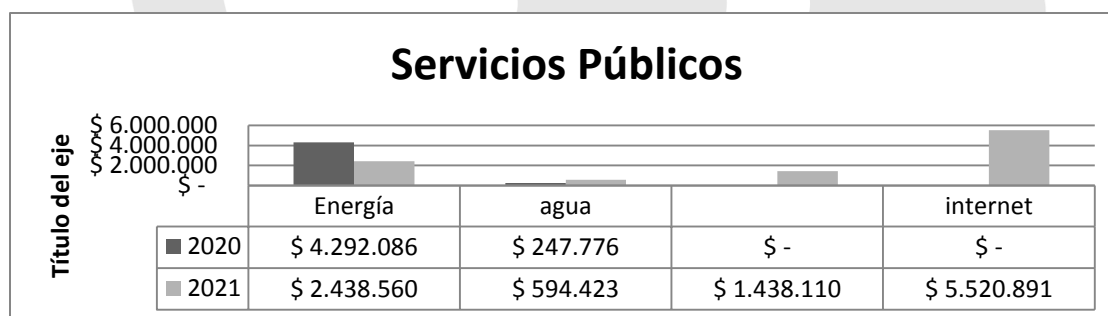 Servicios Públicos
Título del eje
$ 6.000.000
$ 4.000.000
$ 2.000.000
$ -
Energía agua internet
2020 $ 4.292.086 $ 247.776 $ - $ -
2021 $ 2.438.560 $ 594.423 $ 1.438.110 $ 5.520.891